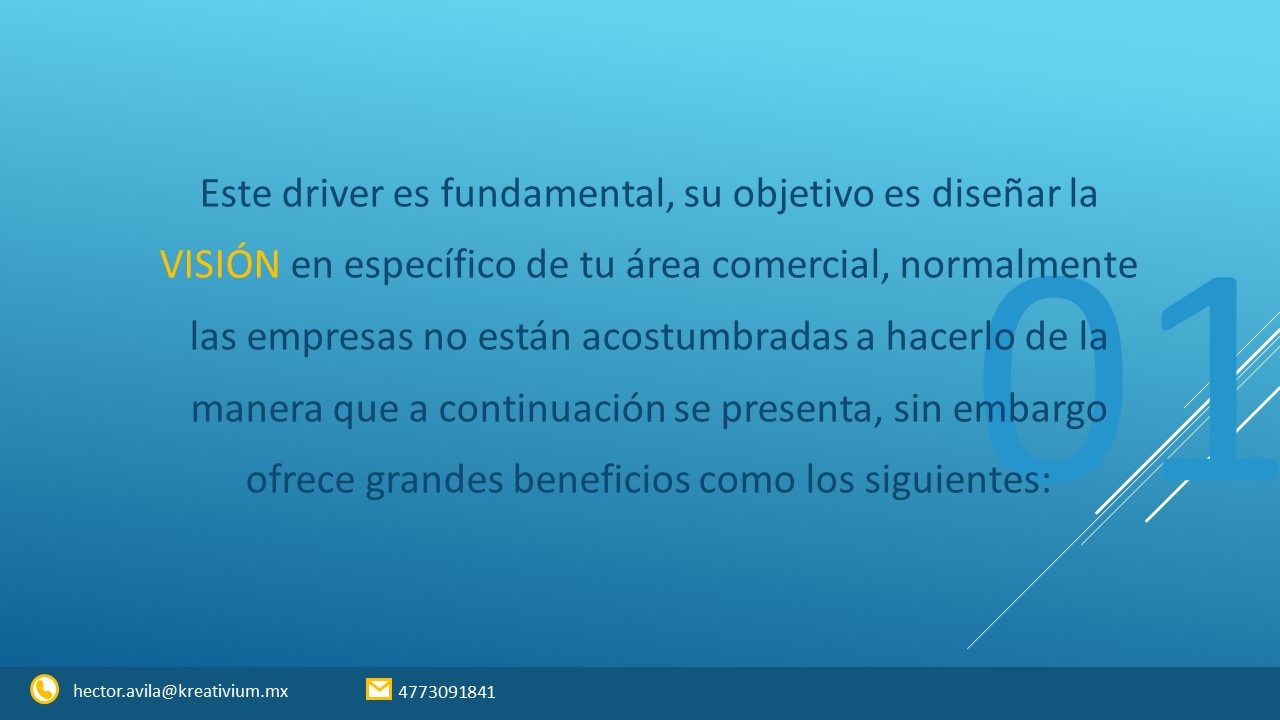 Este driver es fundamental, su objetivo es diseñar la
VISIÓN en específico de tu área comercial, normalmente
las empresas no están acostumbradas a hacerlo de la
manera que a continuación se presenta, sin embargo
ofrece grandes beneficios como los siguientes:
01
hector.avila@kreativium.mx
4773091841